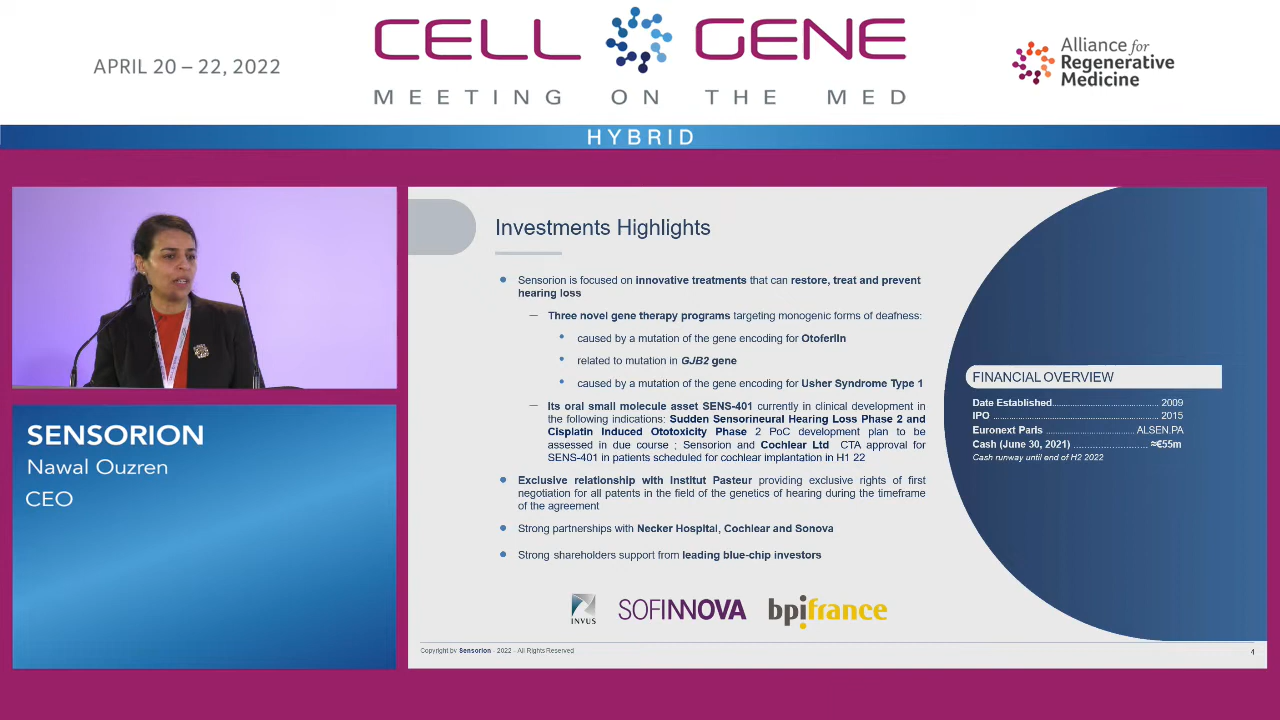 APRIL 20 – 22, 2022
CELL GENE
MEETING ON THE MED
Alliance for
Regenerative
Medicine
HYBRID
SENSORION
Nawal Ouzren
CEO
Investments Highlights
Sensorion is focused on innovative treatments that can restore, treat and prevent
hearing loss
Three novel gene therapy programs targeting monogenic forms of deafness:
caused by a mutation of the gene encoding for Otoferlin
related to mutation in GJB2 gene
caused by a mutation of the gene encoding for Usher Syndrome Type 1
Its oral small molecule asset SENS-401 currently in clinical development in
the following indications: Sudden Sensorineural Hearing Loss Phase 2 and
Cisplatin Induced Ototoxicity Phase 2 PoC development plan to be
assessed in due course ; Sensorion and Cochlear Ltd CTA approval for
SENS-401 in patients scheduled for cochlear implantation in H1 22
Exclusive relationship with Institut Pasteur providing exclusive rights of first
negotiation for all patents in the field of the genetics of hearing during the timeframe
of the agreement
Strong partnerships with Necker Hospital, Cochlear and Sonova
Strong shareholders support from leading blue-chip investors
INVUS
SOFINNOVA
bpifrance
FINANCIAL OVERVIEW
Date Established 2009
IPO 2015
Euronext Paris ALSEN.PA
Cash (June 30, 2021) ≈€55m
Cash runway until end of H2 2022
Copyright by Sensorion - 2022 - All Rights Reserved
4